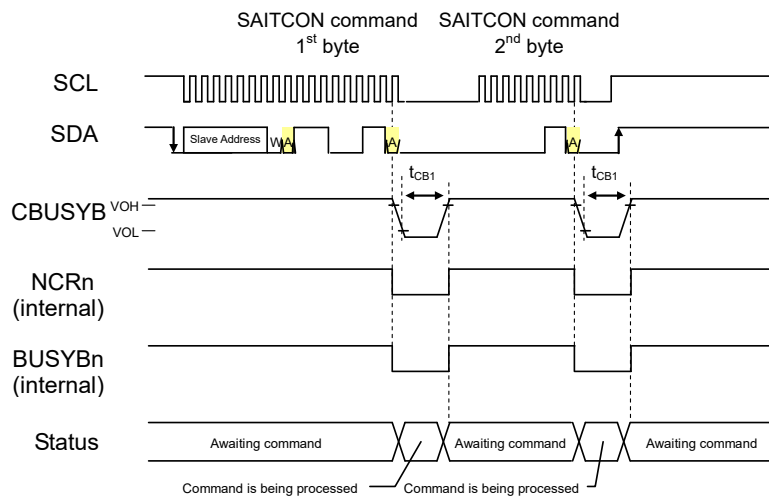 SAITCON command
1st byte
SAITCON command
2nd byte
SCL
SDA
Slave Address
W
A
A
A
tCB1
tCB1
CBUSYB
VOH
VOL
NCRn
(internal)
BUSYBn
(internal)
Status
Awaiting command
Awaiting command
Awaiting command
Command is being processed
Command is being processed